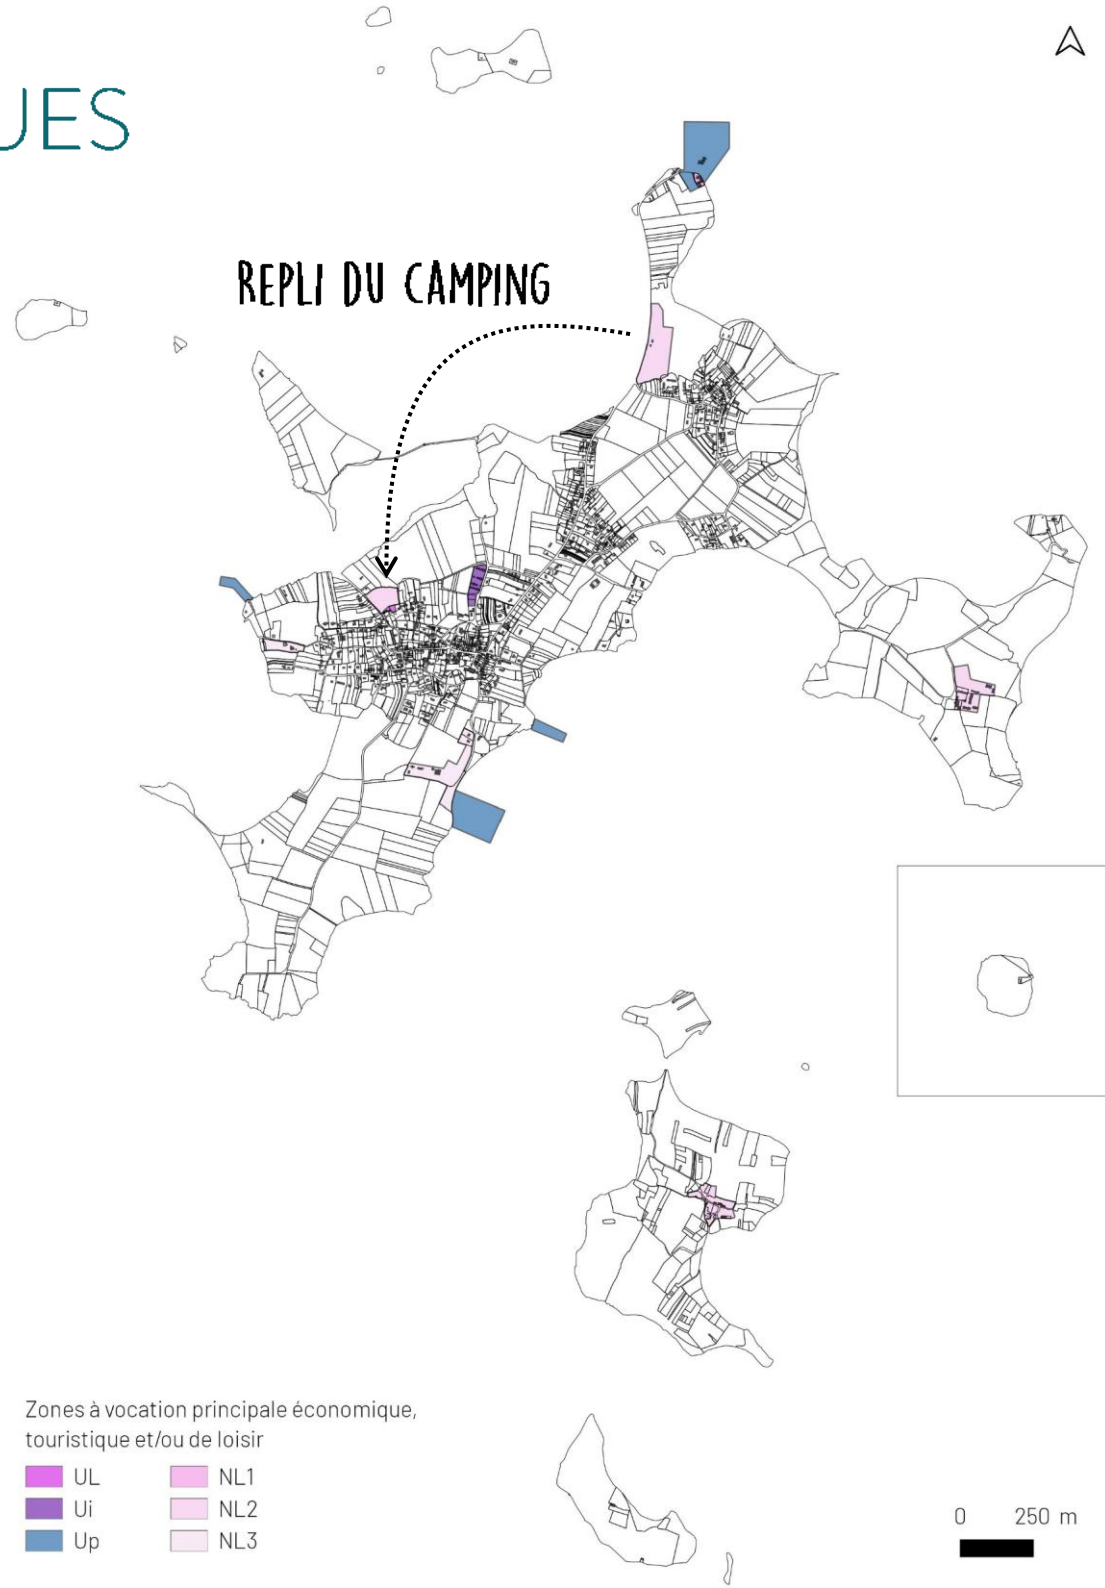 UES
REPLI DU CAMPING
Zones à vocation principale économique,
touristique et/ou de loisir
UL
NL1
Ui
NL2
Up
NL3
0 250 m